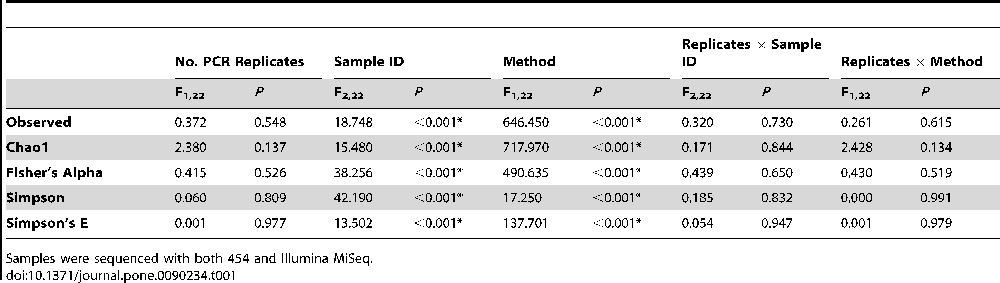 No. PCR Replicates Sample ID Method Replicates × Sample ID Replicates × Method
F1,22 P F2,22 P F1,22 P F2,22 P F1,22 P
Observed 0.372 0.548 18.748 <0.001* 646.450 <0.001* 0.320 0.730 0.261 0.615
Chao1 2.380 0.137 15.480 <0.001* 717.970 <0.001* 0.171 0.844 2.428 0.134
Fisher’s Alpha 0.415 0.526 38.256 <0.001* 490.635 <0.001* 0.439 0.650 0.430 0.519
Simpson 0.060 0.809 42.190 <0.001* 17.250 <0.001* 0.185 0.832 0.000 0.991
Simpson’s E 0.001 0.977 13.502 <0.001* 137.701 <0.001* 0.054 0.947 0.001 0.979
Samples were sequenced with both 454 and Illumina MiSeq.
doi:10.1371/journal.pone.0090234.t001